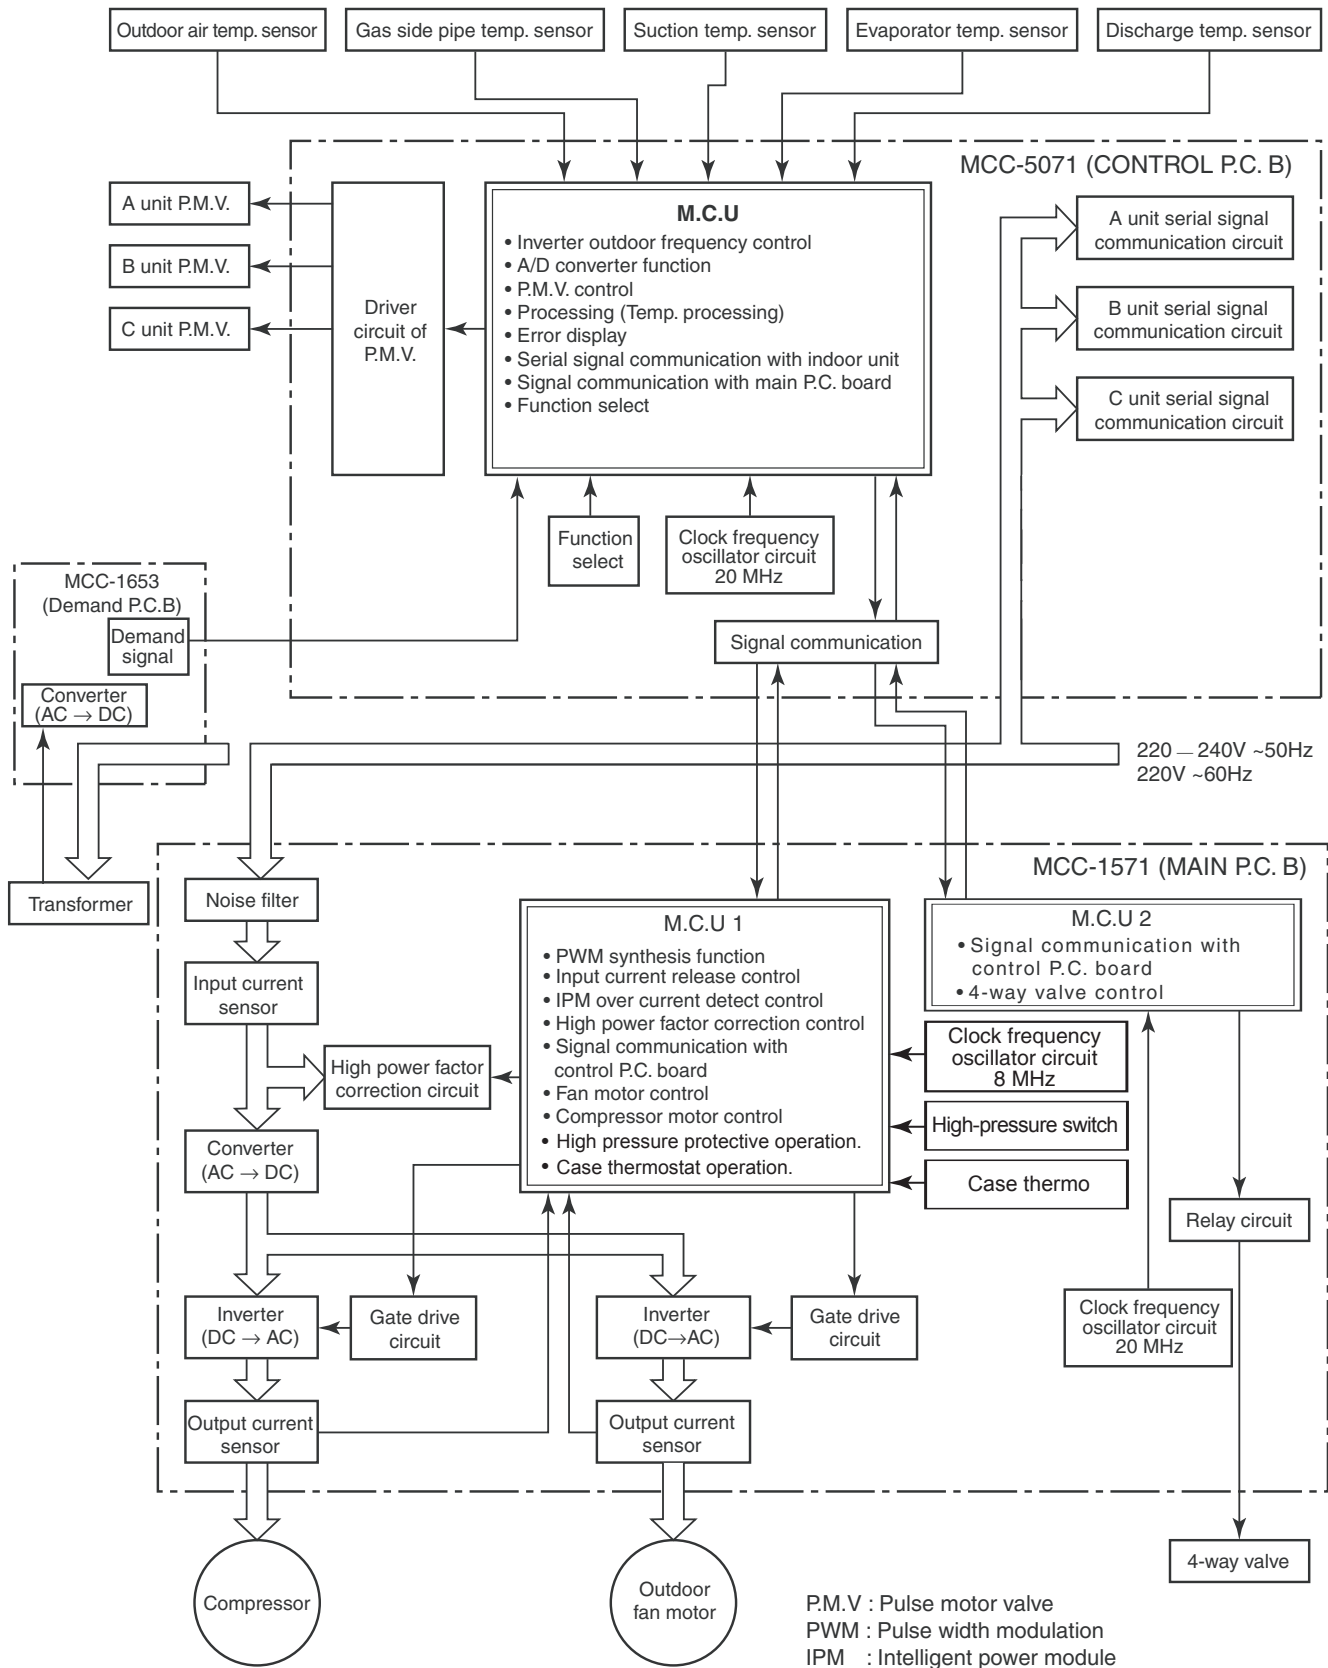 Outdoor air temp. sensor
Gas side pipe temp. sensor
Suction temp. sensor
Evaporator temp. sensor
Discharge temp. sensor
MCC-5071 (CONTROL P.C. B)
A unit P.M.V.
B unit P.M.V.
C unit P.M.V.
Driver
circuit of
P.M.V.
M.C.U
• Inverter outdoor frequency control
• A/D converter function
• P.M.V. control
• Processing (Temp. processing)
• Error display
• Serial signal communication with indoor unit
• Signal communication with main P.C. board
• Function select
A unit serial signal
communication circuit
B unit serial signal
communication circuit
C unit serial signal
communication circuit
Function
select
Clock frequency
oscillator circuit
20 MHz
MCC-1653
(Demand P.C.B)
Demand
signal
Converter
(AC → DC)
Signal communication
220 — 240V ~50Hz
220V ~60Hz
Transformer
MCC-1571 (MAIN P.C. B)
Noise filter
Input current
sensor
High power factor
correction circuit
Converter
(AC → DC)
M.C.U 1
• PWM synthesis function
• Input current release control
• IPM over current detect control
• High power factor correction control
• Signal communication with
control P.C. board
• Fan motor control
• Compressor motor control
• High pressure protective operation.
• Case thermostat operation.
M.C.U 2
• Signal communication with
control P.C. board
• 4-way valve control
Clock frequency
oscillator circuit
8 MHz
High-pressure switch
Case thermo
Relay circuit
Inverter
(DC → AC)
Gate drive
circuit
Inverter
(DC→AC)
Gate drive
circuit
Clock frequency
oscillator circuit
20 MHz
Output current
sensor
Output current
sensor
Compressor
Outdoor
fan motor
4-way valve
P.M.V : Pulse motor valve
PWM : Pulse width modulation
IPM : Intelligent power module